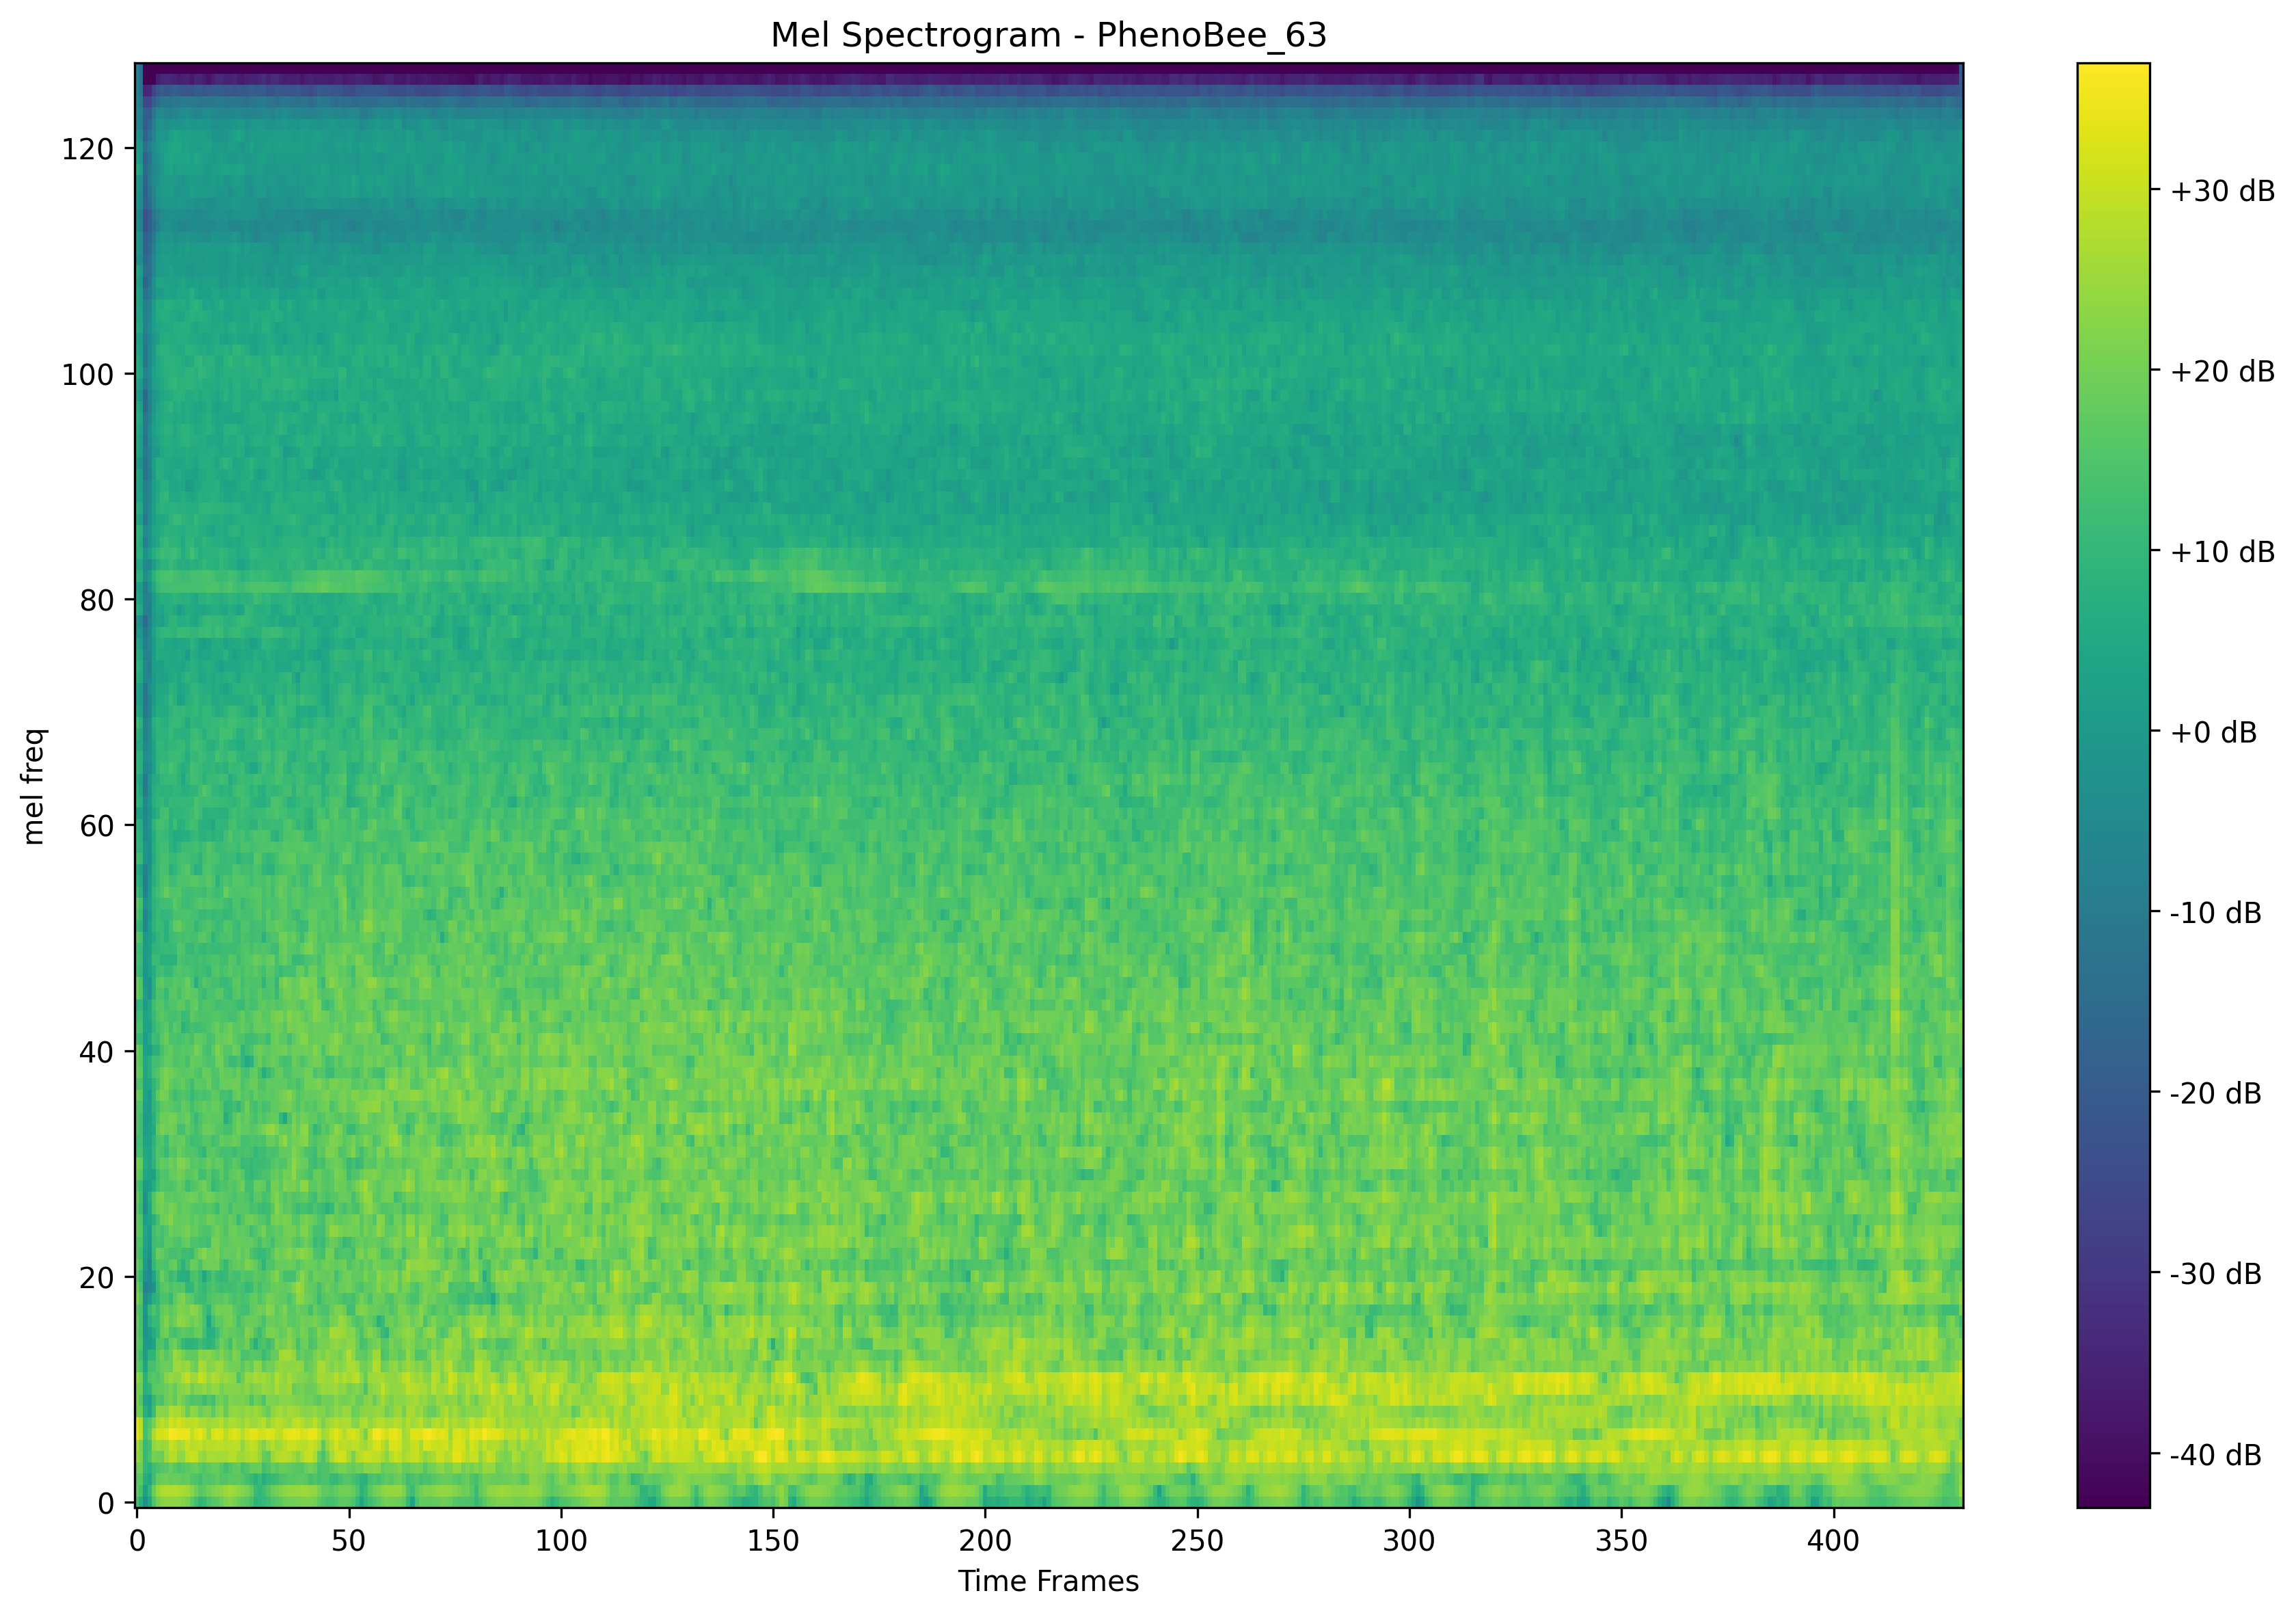 Mel Spectrogram - PhenoBee_63
mel freq
120
100
80
60
40
20
0
0 50 100 150 200 250 300 350 400
Time Frames
+30 dB
+20 dB
+10 dB
+0 dB
-10 dB
-20 dB
-30 dB
-40 dB